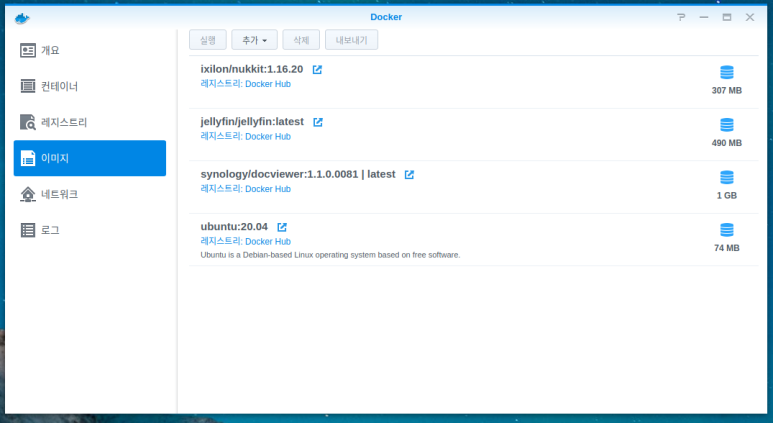 Docker
개요
컨테이너
레지스트리
이미지
네트워크
로그
실행 추가 삭제 내보내기
ixilon/nukkit:1.16.20
레지스트리: Docker Hub
307 MB
jellyfin/jellyfin:latest
레지스트리: Docker Hub
490 MB
synology/docviewer:1.1.0.0081 | latest
레지스트리: Docker Hub
1 GB
ubuntu:20.04
레지스트리: Docker Hub
Ubuntu is a Debian-based Linux operating system based on free software.
74 MB